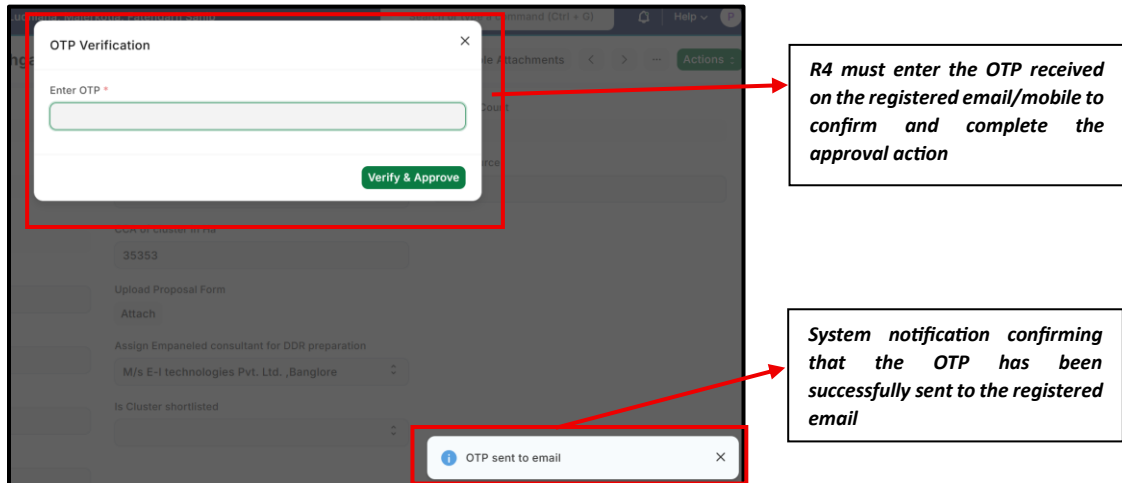 Command (Ctrl + G)
Help
P
OTP Verification
Attachments
Actions
Enter OTP *
Count
Verify & Approve
CCA of cluster in Ha
35353
Upload Proposal Form
Attach
Assign Empaneled consultant for DDR preparation
M/s E-I technologies Pvt. Ltd. ,Banglore
Is Cluster shortlisted
OTP sent to email
R4 must enter the OTP received
on the registered email/mobile to
confirm and complete the
approval action
System notification confirming
that the OTP has been
successfully sent to the registered
email